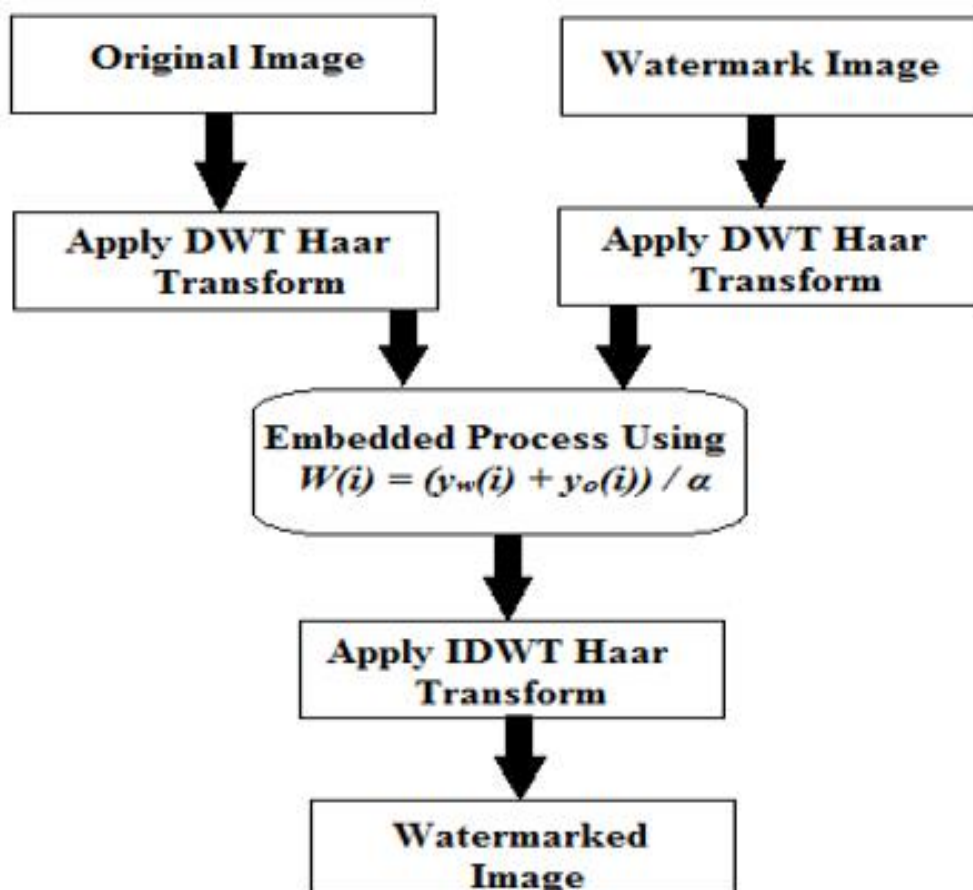 Original Image
Watermark Image
Apply DWT Haar
Transform
Apply DWT Haar
Transform
Embedded Process Using
W(i) = (yw(i) + yo(i)) / α
Apply IDWT Haar
Transform
Watermarked
Image